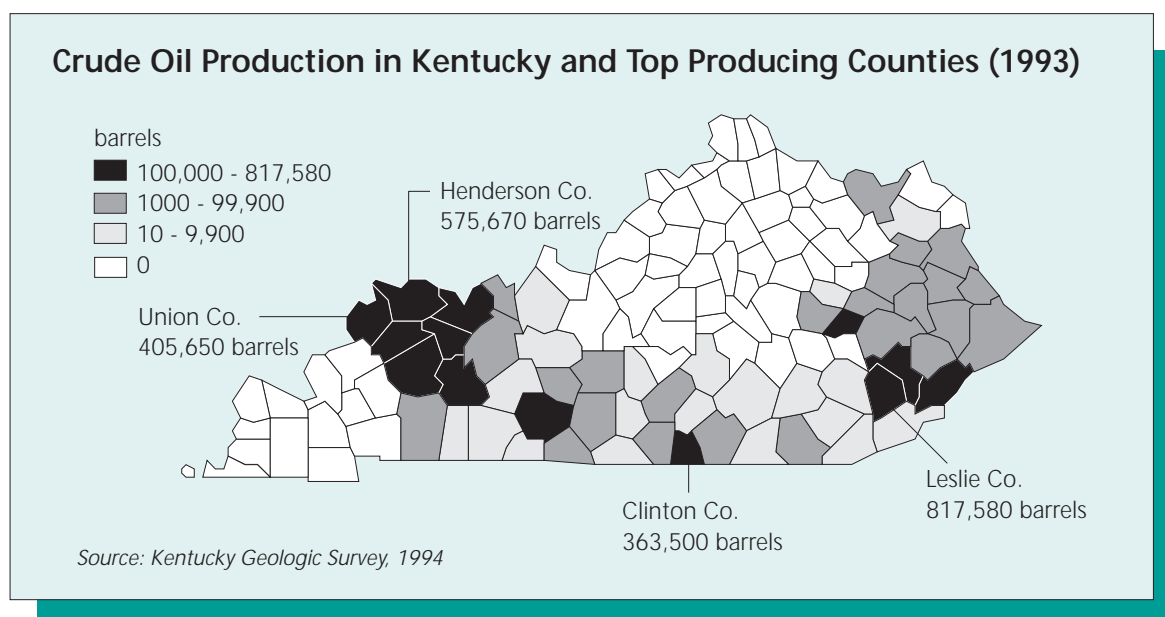 Crude Oil Production in Kentucky and Top Producing Counties (1993)
barrels
100,000 - 817,580
1000 - 99,900
10 - 9,900
0
Henderson Co.
575,670 barrels
Union Co.
405,650 barrels
Leslie Co.
817,580 barrels
Clinton Co.
363,500 barrels
Source: Kentucky Geologic Survey, 1994